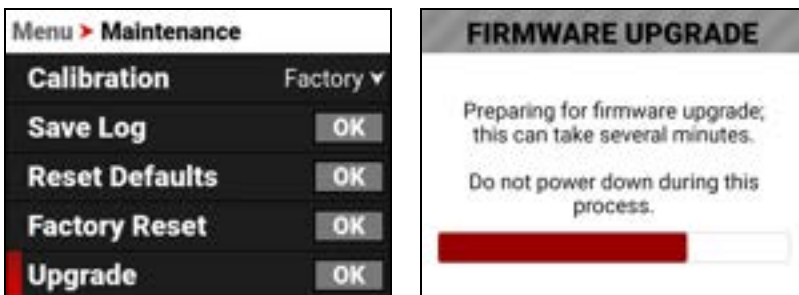 Menu > Maintenance
Calibration Factory
Save Log OK
Reset Defaults OK
Factory Reset OK
Upgrade OK
FIRMWARE UPGRADE
Preparing for firmware upgrade;
this can take several minutes.
Do not power down during this
process.